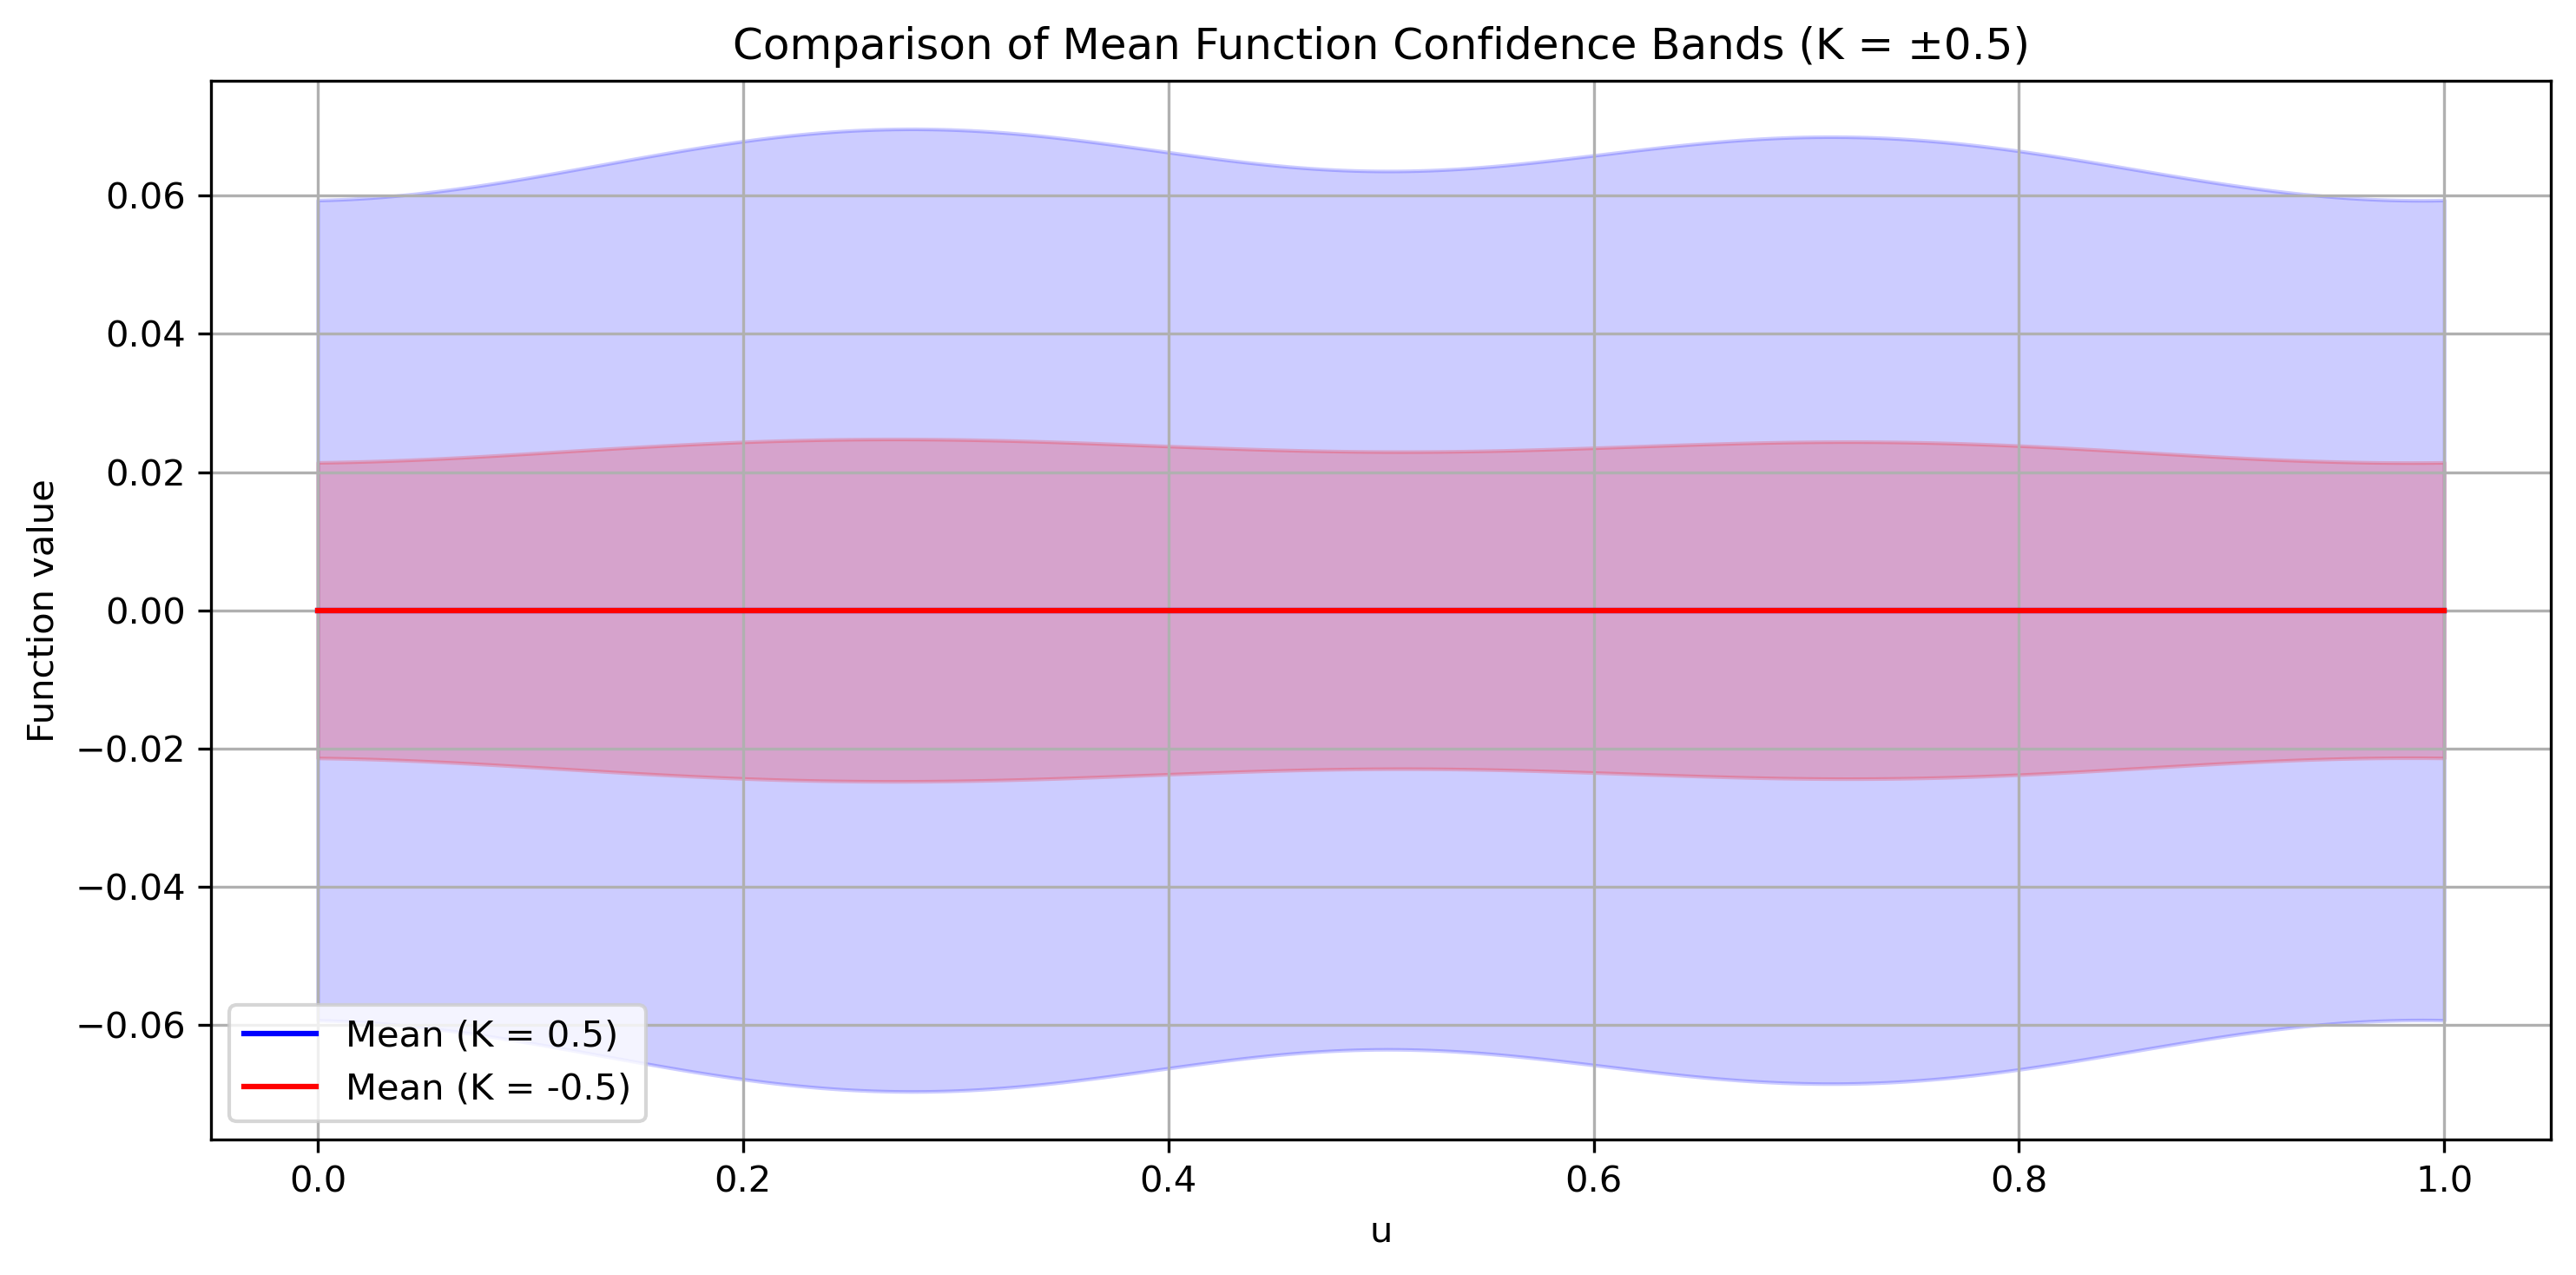 Comparison of Mean Function Confidence Bands (K = ±0.5)
Function value
0.06
0.04
0.02
0.00
−0.02
−0.04
−0.06
Mean (K = 0.5)
Mean (K = -0.5)
0.0 0.2 0.4 0.6 0.8 1.0
u